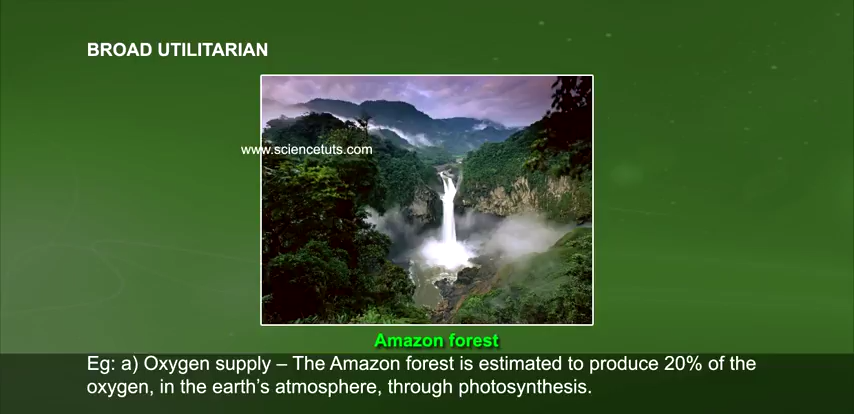 BROAD UTILITARIAN
www.sciencetuts.com
Amazon forest
Eg: a) Oxygen supply – The Amazon forest is estimated to produce 20% of the
oxygen, in the earth’s atmosphere, through photosynthesis.